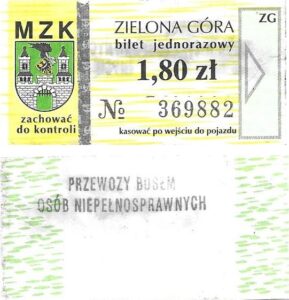 MZK
zachować
do kontroli
ZIELONA GÓRA
bilet jednorazowy
1,80 zł
№ 369882
kasować po wejściu do pojazdu
ZG
PRZEWOZY BUSEM
OSÓB NIEPEŁNOSPRAWNYCH